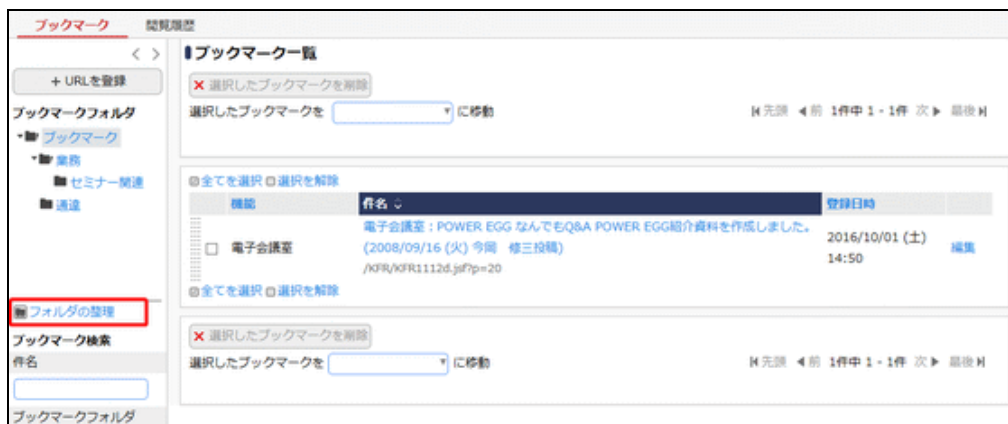 ブックマーク 閲覧履歴
< >
+ URLを登録
ブックマークフォルダ
ブックマーク
業務
セミナー関連
通達
フォルダの整理
ブックマーク検索
件名
ブックマークフォルダ
ブックマーク一覧
選択したブックマークを削除
選択したブックマークを に移動
先頭 前 1件中 1 - 1件 次 最後
全てを選択 選択を解除
機能 件名 登録日時
電子会議室
電子会議室:POWER EGG なんでもQ&A POWER EGG紹介資料を作成しました。
(2008/09/16 (火) 今岡 修三投稿)
/KFR/KFR1112d.jsf?p=20
2016/10/01 (土)
14:50
編集
全てを選択 選択を解除
選択したブックマークを削除
選択したブックマークを に移動
先頭 前 1件中 1 - 1件 次 最後